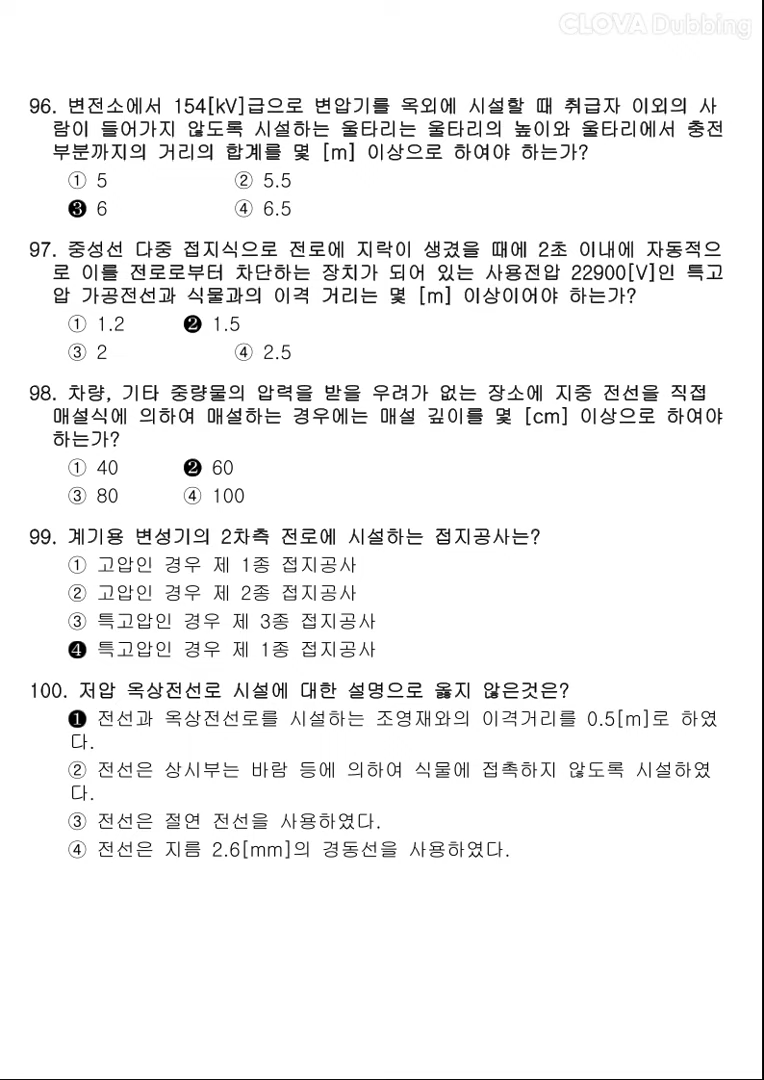 CLOVA Dubbing
96. 변전소에서 154[kV]급으로 변압기를 옥외에 시설할 때 취급자 이외의 사
람이 들어가지 않도록 시설하는 울타리는 울타리의 높이와 울타리에서 충전
부분까지의 거리의 합계를 몇 [m] 이상으로 하여야 하는가?
① 5 ② 5.5
❸ 6 ④ 6.5
97. 중성선 다중 접지식으로 전로에 지락이 생겼을 때에 2초 이내에 자동적으
로 이를 전로로부터 차단하는 장치가 되어 있는 사용전압 22900[V]인 특고
압 가공전선과 식물과의 이격 거리는 몇 [m] 이상이어야 하는가?
① 1.2 ❷ 1.5
③ 2 ④ 2.5
98. 차량, 기타 중량물의 압력을 받을 우려가 없는 장소에 지중 전선을 직접
매설식에 의하여 매설하는 경우에는 매설 깊이를 몇 [cm] 이상으로 하여야
하는가?
① 40 ❷ 60
③ 80 ④ 100
99. 계기용 변성기의 2차측 전로에 시설하는 접지공사는?
① 고압인 경우 제 1종 접지공사
② 고압인 경우 제 2종 접지공사
③ 특고압인 경우 제 3종 접지공사
❹ 특고압인 경우 제 1종 접지공사
100. 저압 옥상전선로 시설에 대한 설명으로 옳지 않은것은?
❶ 전선과 옥상전선로를 시설하는 조영재와의 이격거리를 0.5[m]로 하였
다.
② 전선은 상시부는 바람 등에 의하여 식물에 접촉하지 않도록 시설하였
다.
③ 전선은 절연 전선을 사용하였다.
④ 전선은 지름 2.6[mm]의 경동선을 사용하였다.